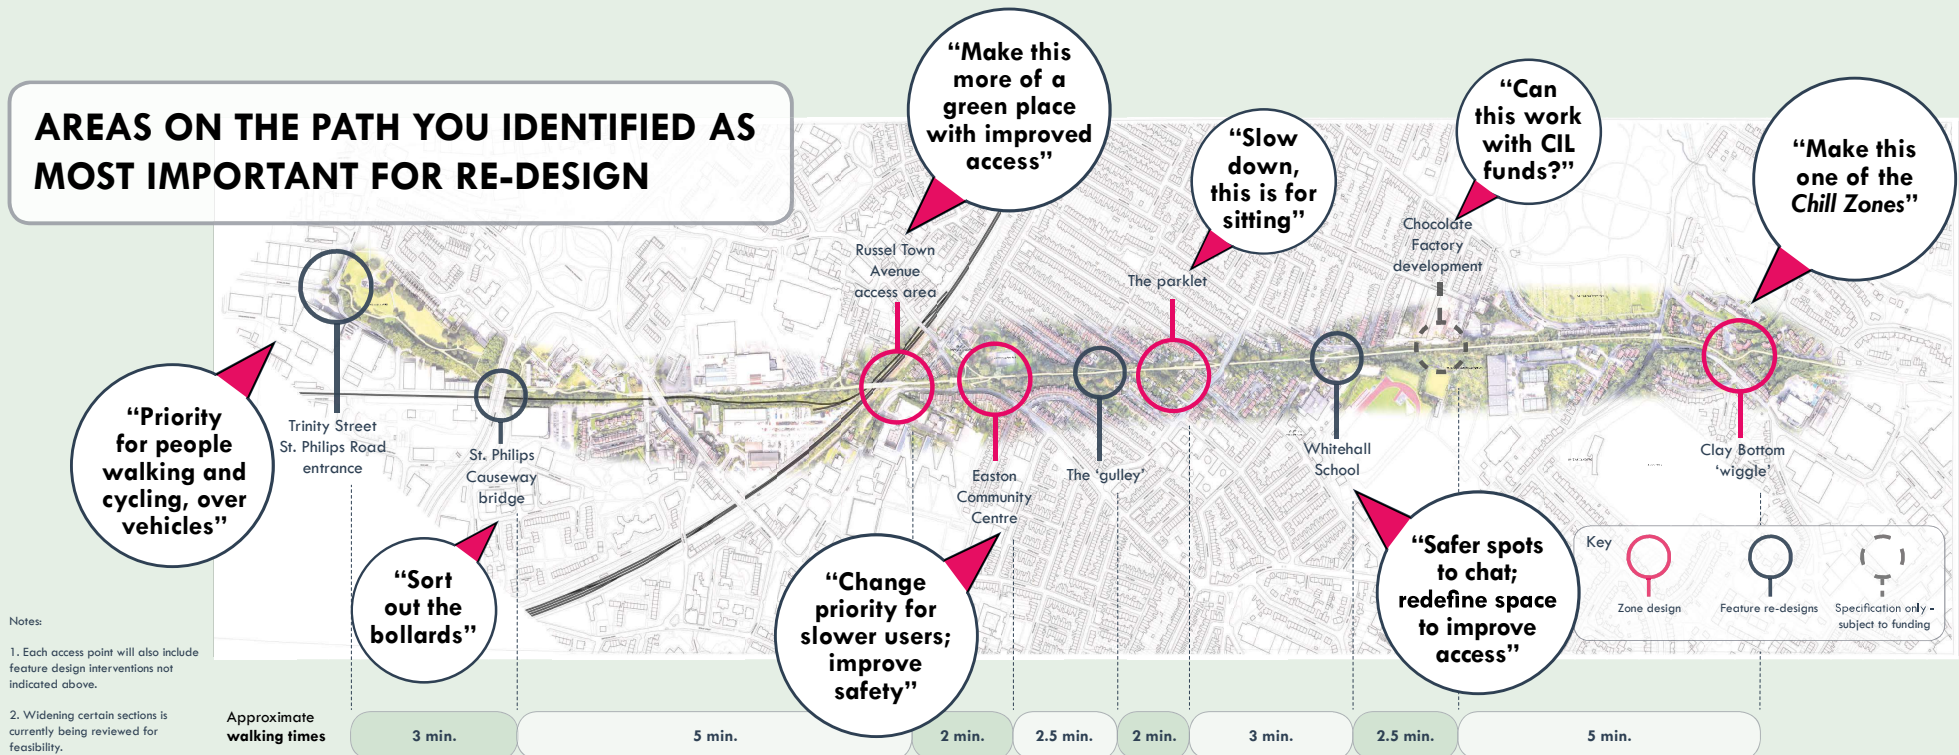 AREAS ON THE PATH YOU IDENTIFIED AS
MOST IMPORTANT FOR RE-DESIGN
“Make this
more of a
green place
with improved
access”
“Slow
down,
this is for
sitting”
“Can
this work
with CIL
funds?”
“Make this
one of the
Chill Zones”
Russel Town
Avenue
access area
The parklet
Chocolate
Factory
development
“Priority
for people
walking and
cycling, over
vehicles”
Trinity Street
St. Philips Road
entrance
St. Philips
Causeway
bridge
Easton
Community
Centre
The ‘gulley’
Whitehall
School
Clay Bottom
‘wiggle’
“Sort
out the
bollards”
“Change
priority for
slower users;
improve
safety”
“Safer spots
to chat;
redefine space
to improve
access”
Key
Zone design
Feature re-designs
Specification only -
subject to funding
Notes:
1. Each access point will also include
feature design interventions not
indicated above.
2. Widening certain sections is
currently being reviewed for
feasibility.
Approximate
walking times
3 min.
5 min.
2 min.
2.5 min.
2 min.
3 min.
2.5 min.
5 min.